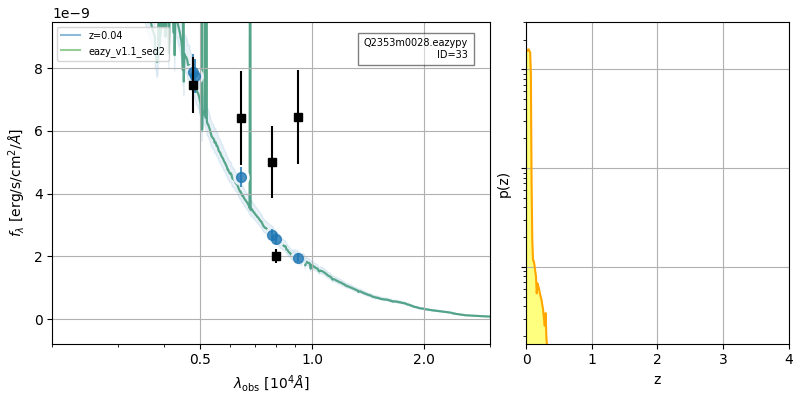 1e−9
z=0.04
eazy_v1.1_sed2
Q2353m0028.eazypy
ID=33
8
6
4
2
0
f_λ [erg/s/cm²/Å]
0.5
1.0
2.0
λ_obs [10⁴Å]
p(z)
0
1
2
3
4
z